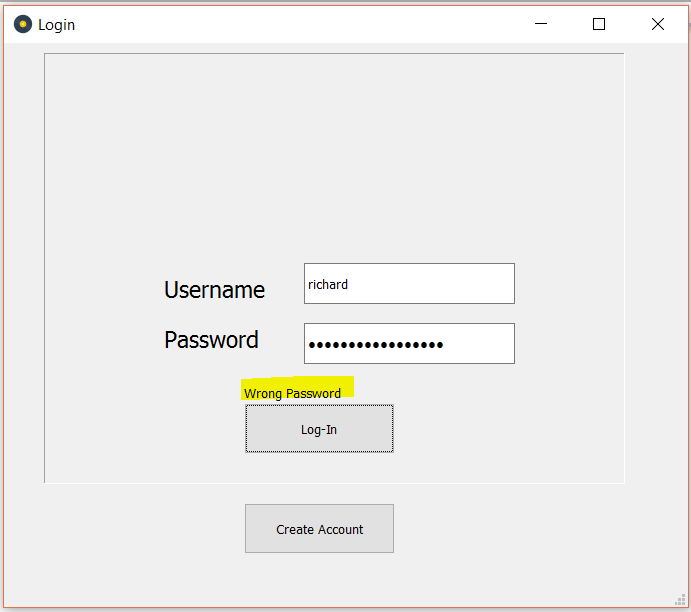 Login
Username
richard
Password
•••••••••••••••••
Wrong Password
Log-In
Create Account